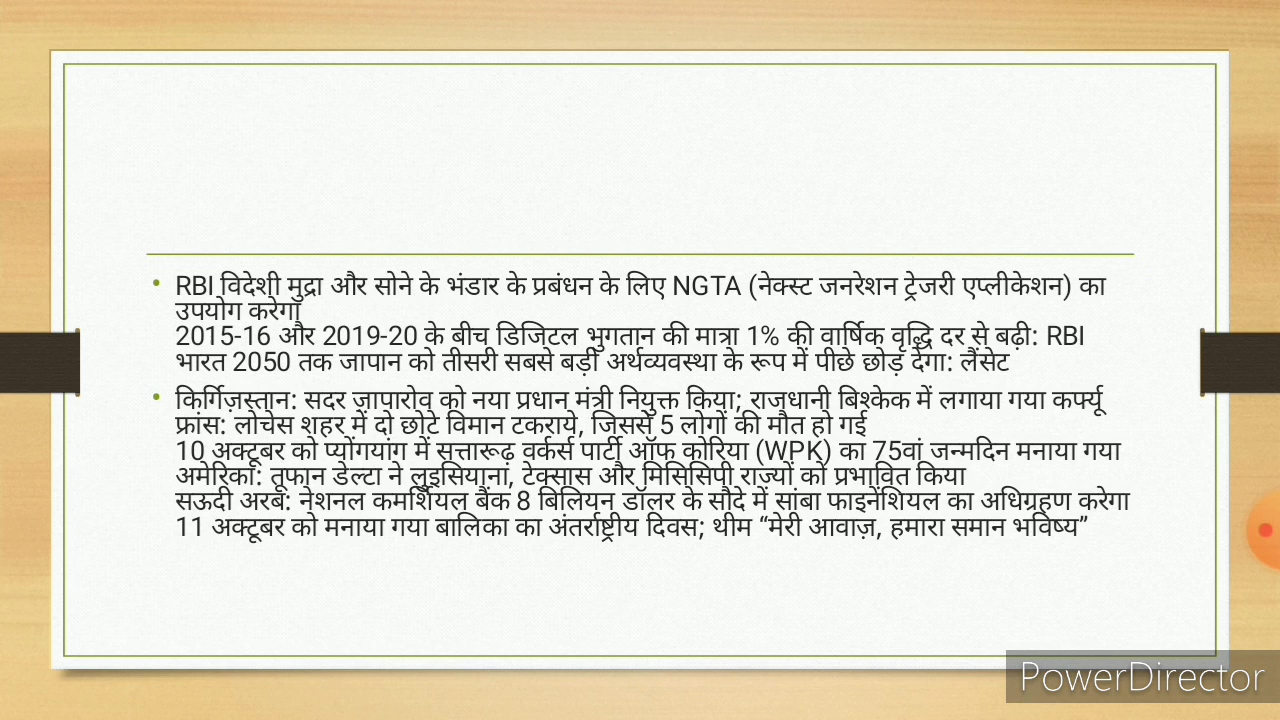 • RBI विदेशी मुद्रा और सोने के भंडार के प्रबंधन के लिए NGTA (नेक्स्ट जनरेशन ट्रेजरी एप्लीकेशन) का
उपयोग करेगा
2015-16 और 2019-20 के बीच डिजिटल भुगतान की मात्रा 1% की वार्षिक वृद्धि दर से बढ़ी: RBI
भारत 2050 तक जापान को तीसरी सबसे बड़ी अर्थव्यवस्था के रूप में पीछे छोड़ देगा: लैंसेट
• किर्गिज़स्तान: सदर जापारोव को नया प्रधान मंत्री नियुक्त किया; राजधानी बिश्केक में लगाया गया कर्फ्यू
फ्रांस: लोचेस शहर में दो छोटे विमान टकराये, जिससे 5 लोगों की मौत हो गई
10 अक्टूबर को प्योंगयांग में सत्तारूढ़ वर्कर्स पार्टी ऑफ कोरिया (WPK) का 75वां जन्मदिन मनाया गया
अमेरिका: तूफान डेल्टा ने लुइसियाना, टेक्सास और मिसिसिपी राज्यों को प्रभावित किया
सऊदी अरब: नेशनल कमर्शियल बैंक 8 बिलियन डॉलर के सौदे में सांबा फाइनेंशियल का अधिग्रहण करेगा
11 अक्टूबर को मनाया गया बालिका का अंतर्राष्ट्रीय दिवस; थीम “मेरी आवाज़, हमारा समान भविष्य”
PowerDirector